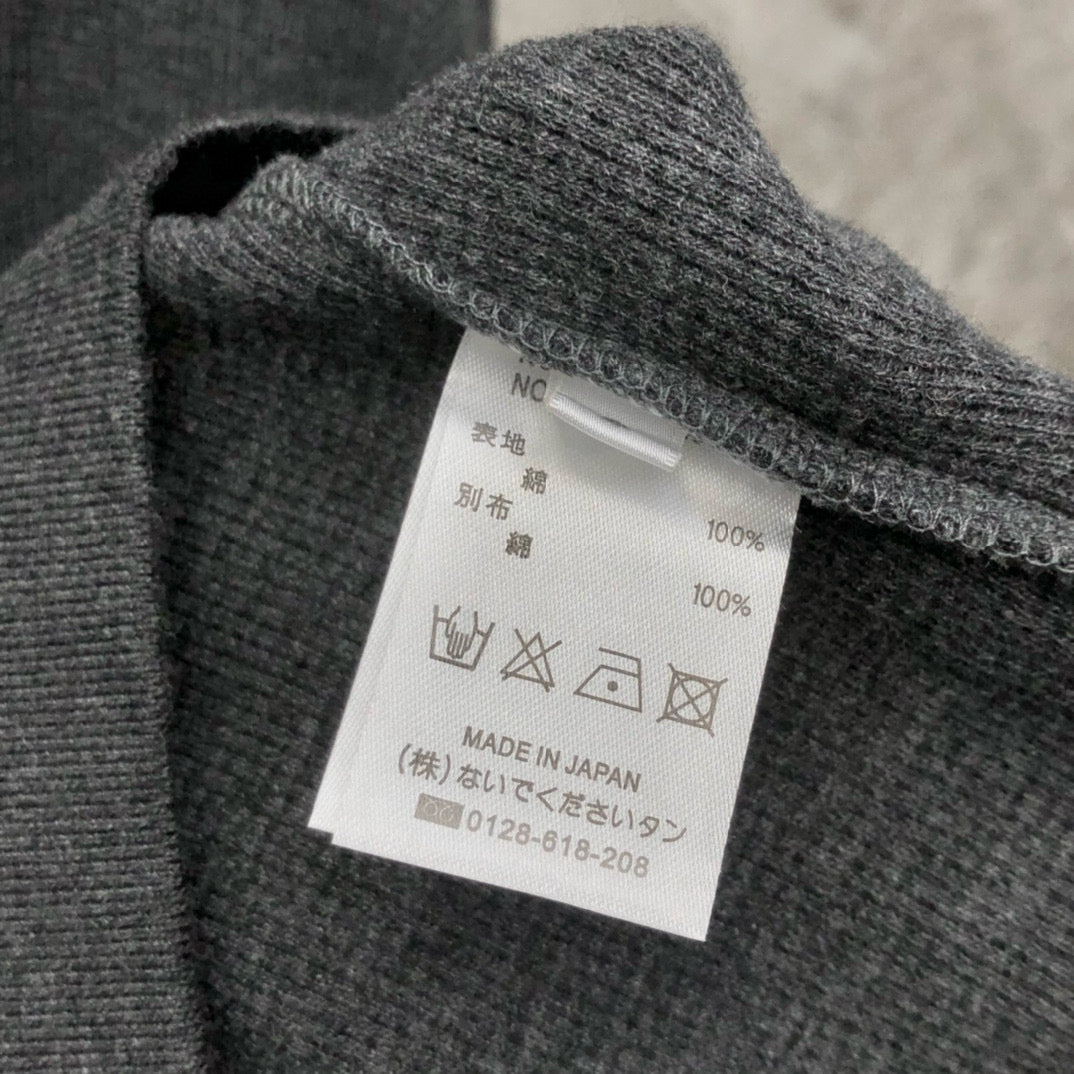 NO
表地
綿 100%
別布
綿 100%
MADE IN JAPAN
(株)ないでくださいタン
0128-618-208